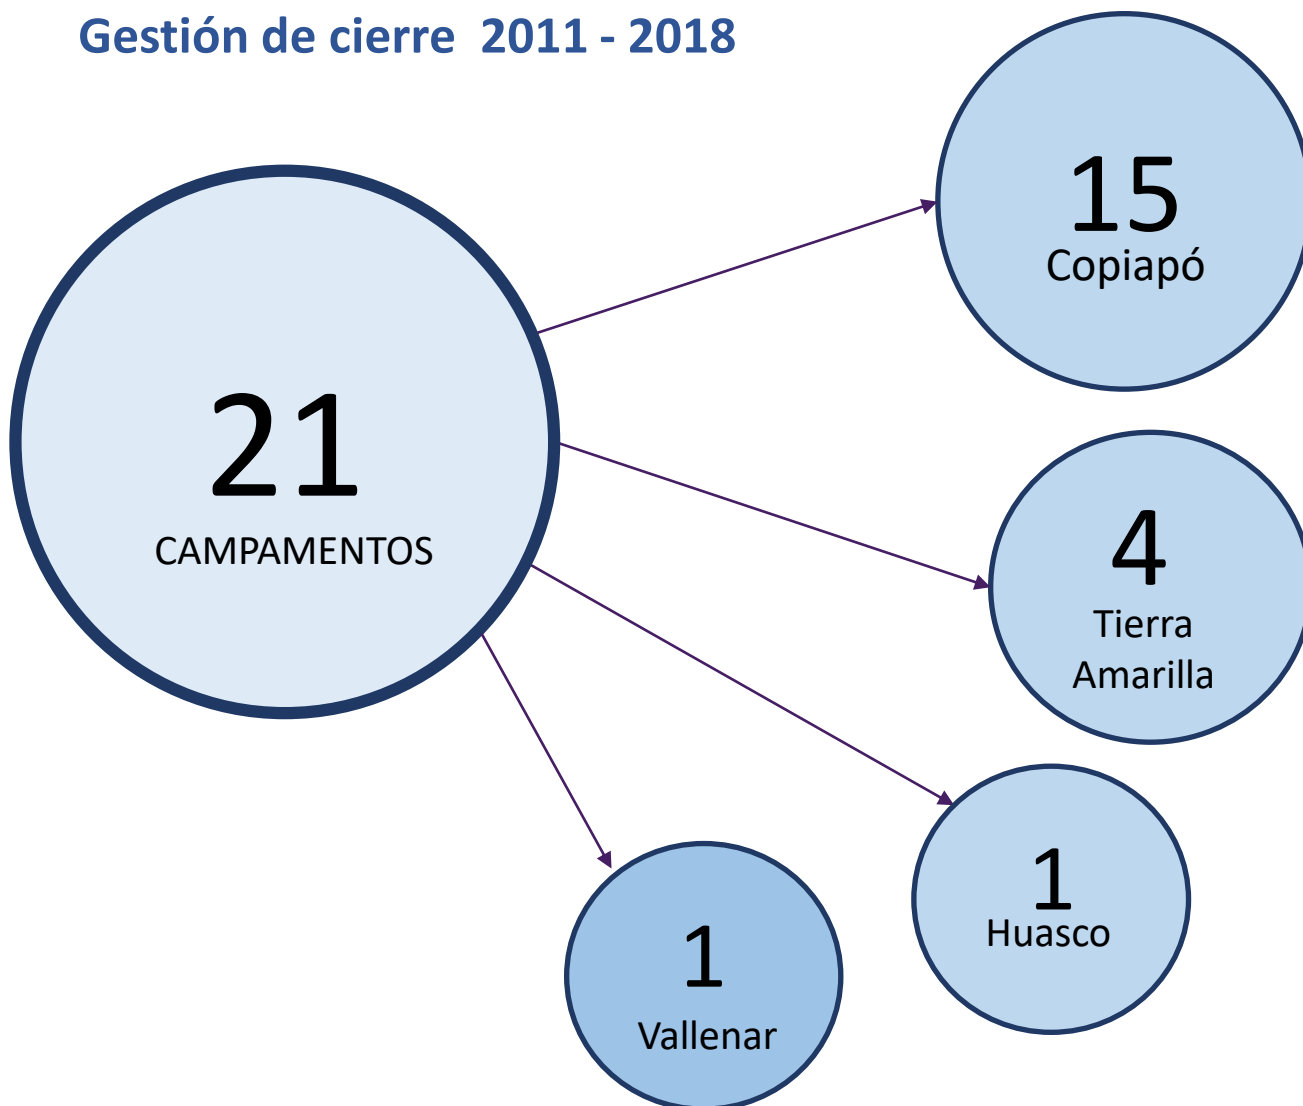 Gestión de cierre 2011 - 2018
21
CAMPAMENTOS
15
Copiapó
4
Tierra
Amarilla
1
Huasco
1
Vallenar